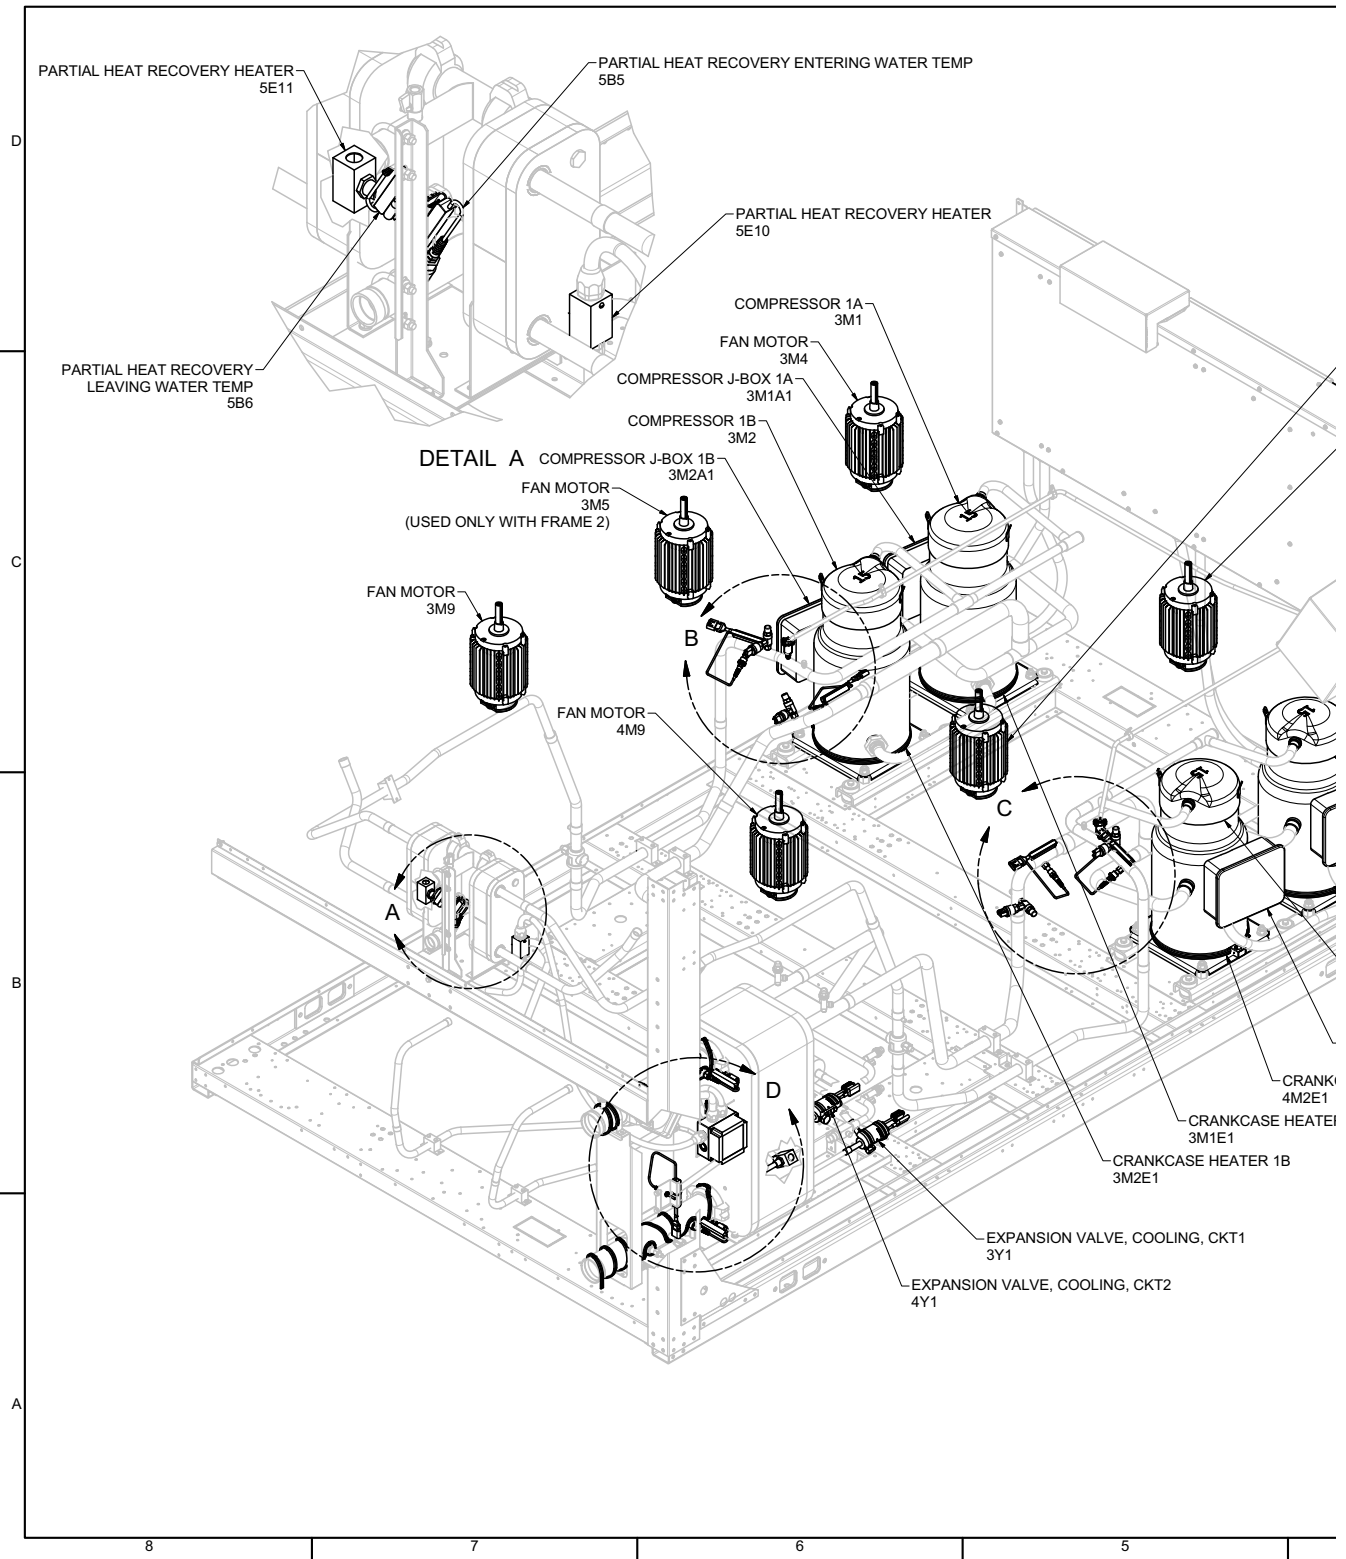 PARTIAL HEAT RECOVERY HEATER
5E11
PARTIAL HEAT RECOVERY ENTERING WATER TEMP
5B5
D
PARTIAL HEAT RECOVERY HEATER
5E10
COMPRESSOR 1A
3M1
FAN MOTOR
3M4
PARTIAL HEAT RECOVERY
LEAVING WATER TEMP
5B6
COMPRESSOR J-BOX 1A
3M1A1
COMPRESSOR 1B
3M2
DETAIL A
COMPRESSOR J-BOX 1B
3M2A1
FAN MOTOR
3M5
(USED ONLY WITH FRAME 2)
C
FAN MOTOR
3M9
B
FAN MOTOR
4M9
C
A
B
D
CRANKC
4M2E1
CRANKCASE HEATER
3M1E1
CRANKCASE HEATER 1B
3M2E1
EXPANSION VALVE, COOLING, CKT1
3Y1
EXPANSION VALVE, COOLING, CKT2
4Y1
A
8
7
6
5